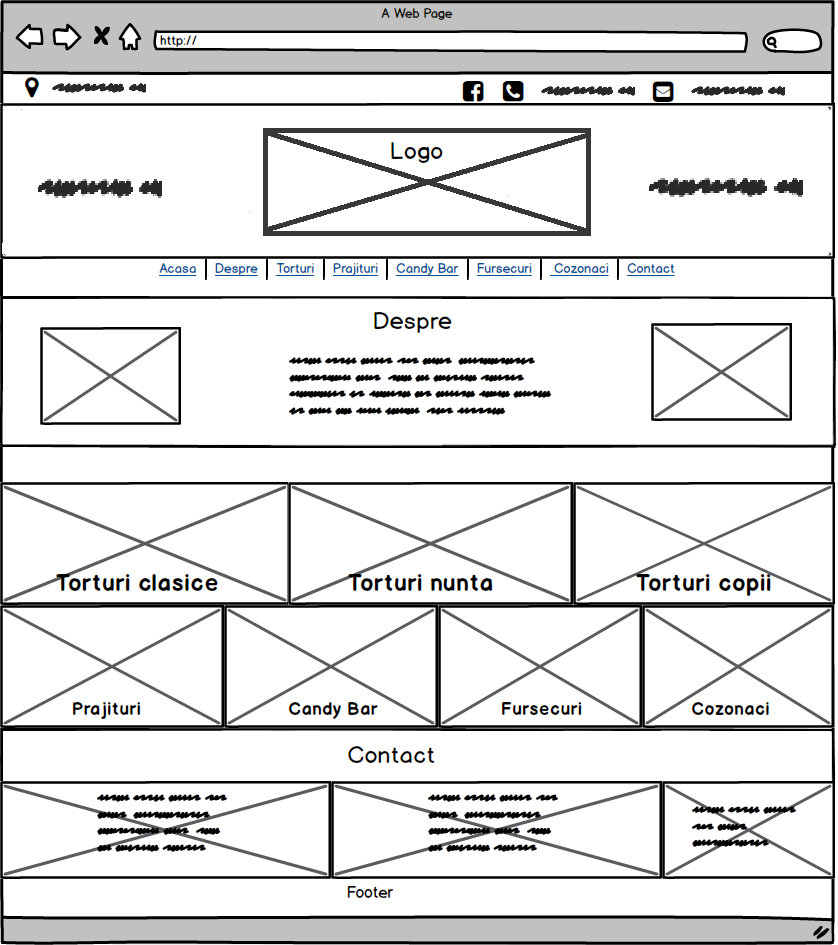 A Web Page
http://
Logo
Acasa Despre Torturi Prajituri Candy Bar Fursecuri Cozonaci Contact
Despre
Torturi clasice Torturi nunta Torturi copii
Prajituri Candy Bar Fursecuri Cozonaci
Contact
Footer